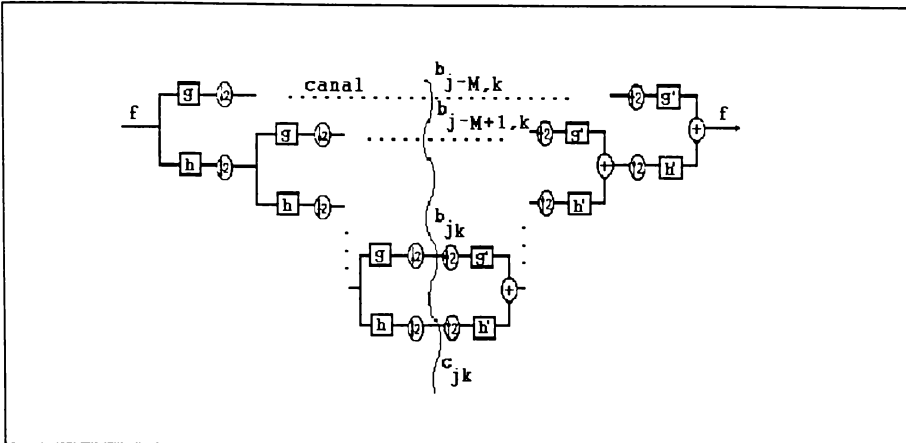 b j-M,k
canal
f g ↓2 ↑2 g' f
b j-M+1,k
g ↓2 ↑2 g' +
h ↓2 ↑2 h' +
h ↓2 ↑2 h'
b jk
g ↓2 ↑2 g'
+
h ↓2 ↑2 h'
c jk